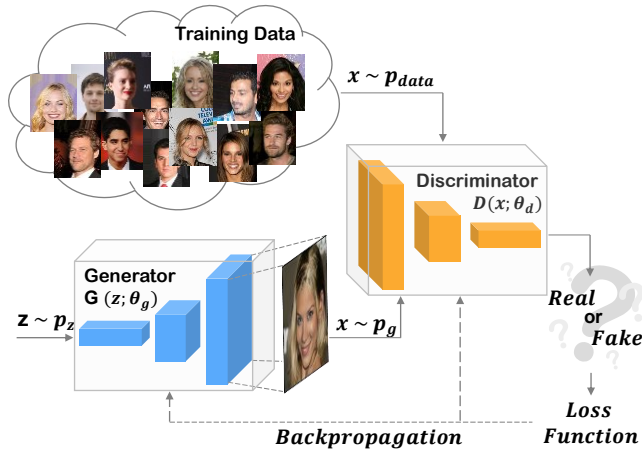 Training Data
x ~ p_data
Discriminator
D(x; θ_d)
Generator
G (z; θ_g)
z ~ p_z
x ~ p_g
Real
or
Fake
Loss
Function
Backpropagation